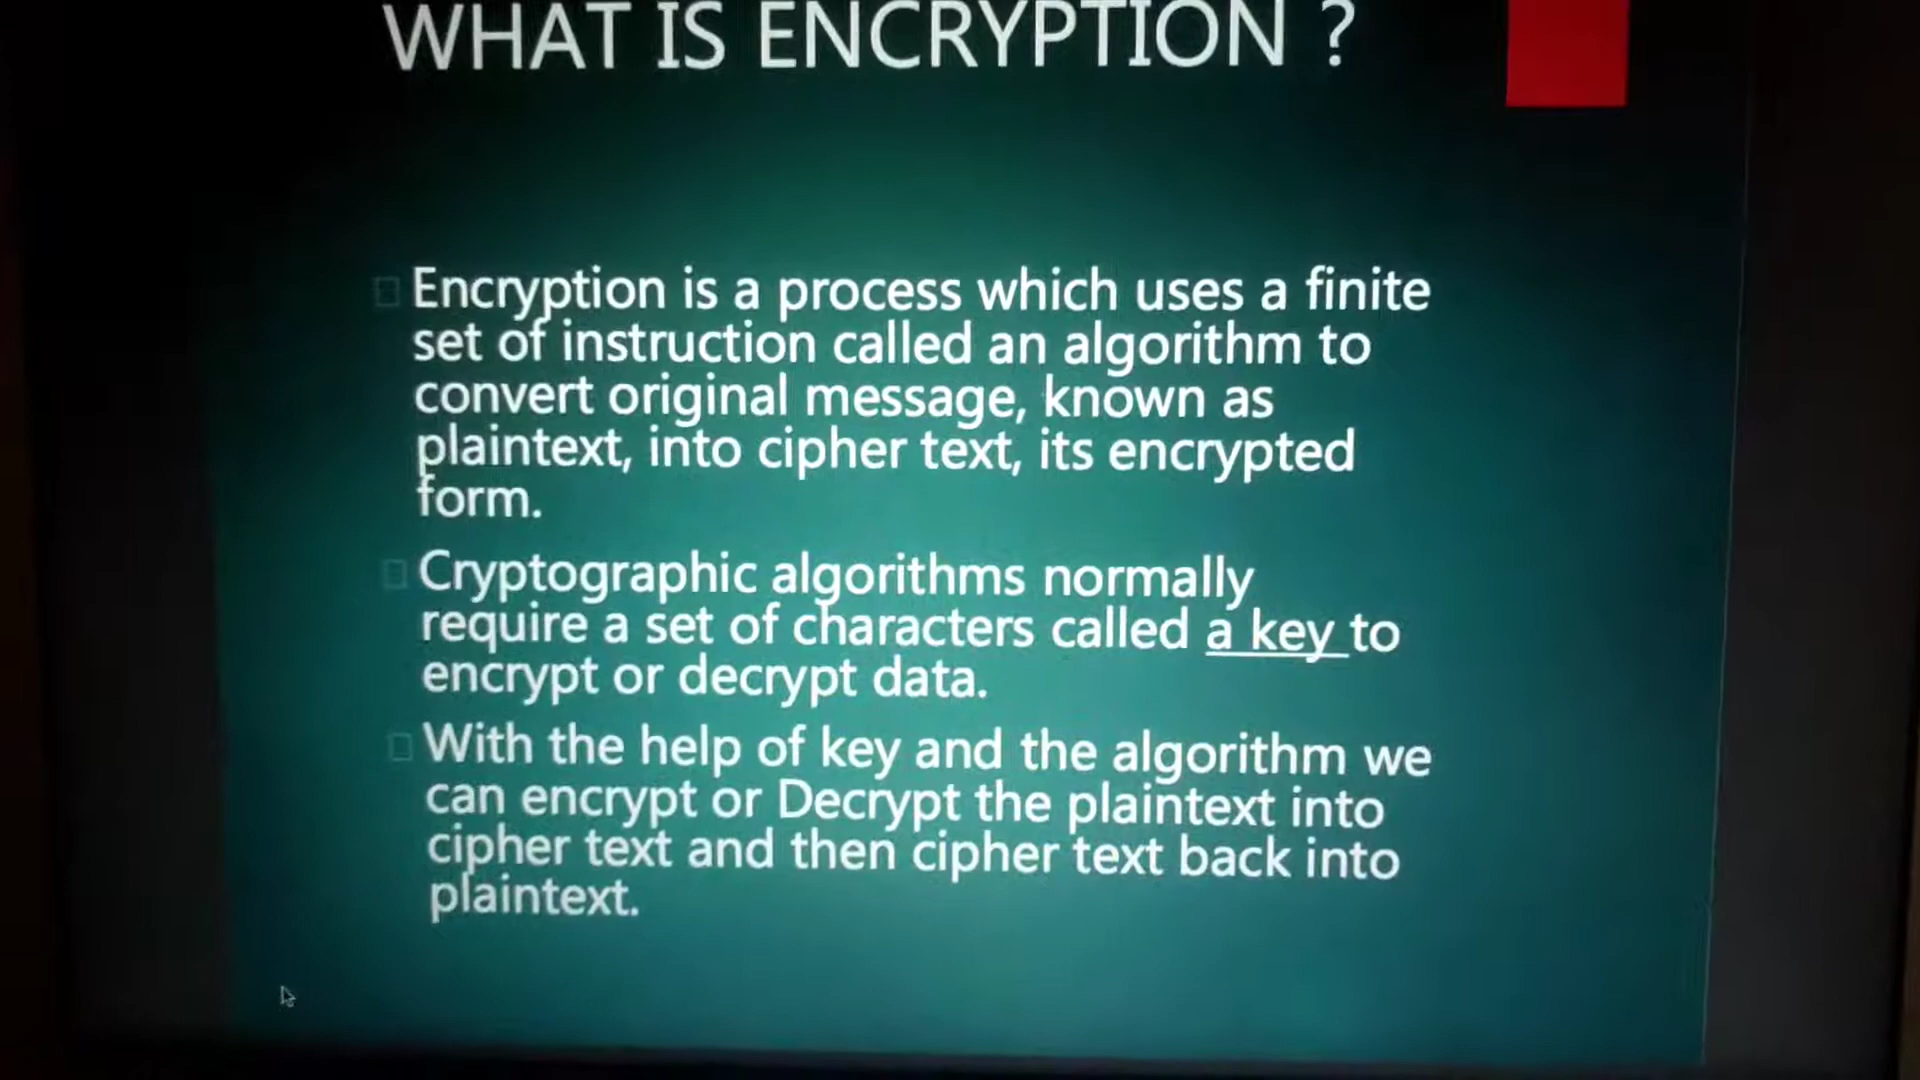 WHAT IS ENCRYPTION ?
Encryption is a process which uses a finite
set of instruction called an algorithm to
convert original message, known as
plaintext, into cipher text, its encrypted
form.
Cryptographic algorithms normally
require a set of characters called a key to
encrypt or decrypt data.
With the help of key and the algorithm we
can encrypt or Decrypt the plaintext into
cipher text and then cipher text back into
plaintext.